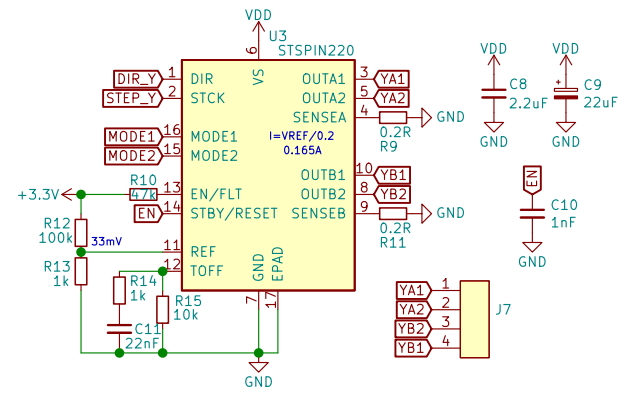 VDD
U3
STSPIN220
6
VS
DIR_Y 1 DIR
STEP_Y 2 STCK
MODE1 16 MODE1
MODE2 15 MODE2
+3.3V
R10
47k
13 EN/FLT
EN 14 STBY/RESET
R12
100k
33mV
11 REF
12 TOFF
R13
1k
R14
1k
R15
10k
C11
22nF
OUTA1 3 YA1
OUTA2 5 YA2
SENSEA 4
0.2R
R9
GND
I=VREF/0.2
0.165A
OUTB1 10 YB1
OUTB2 8 YB2
SENSEB 9
0.2R
R11
GND
GND
EPAD
7
17
GND
VDD
C8
2.2uF
GND
VDD
+
C9
22uF
GND
EN
C10
1nF
GND
YA1 1
YA2 2
YB2 3
YB1 4
J7